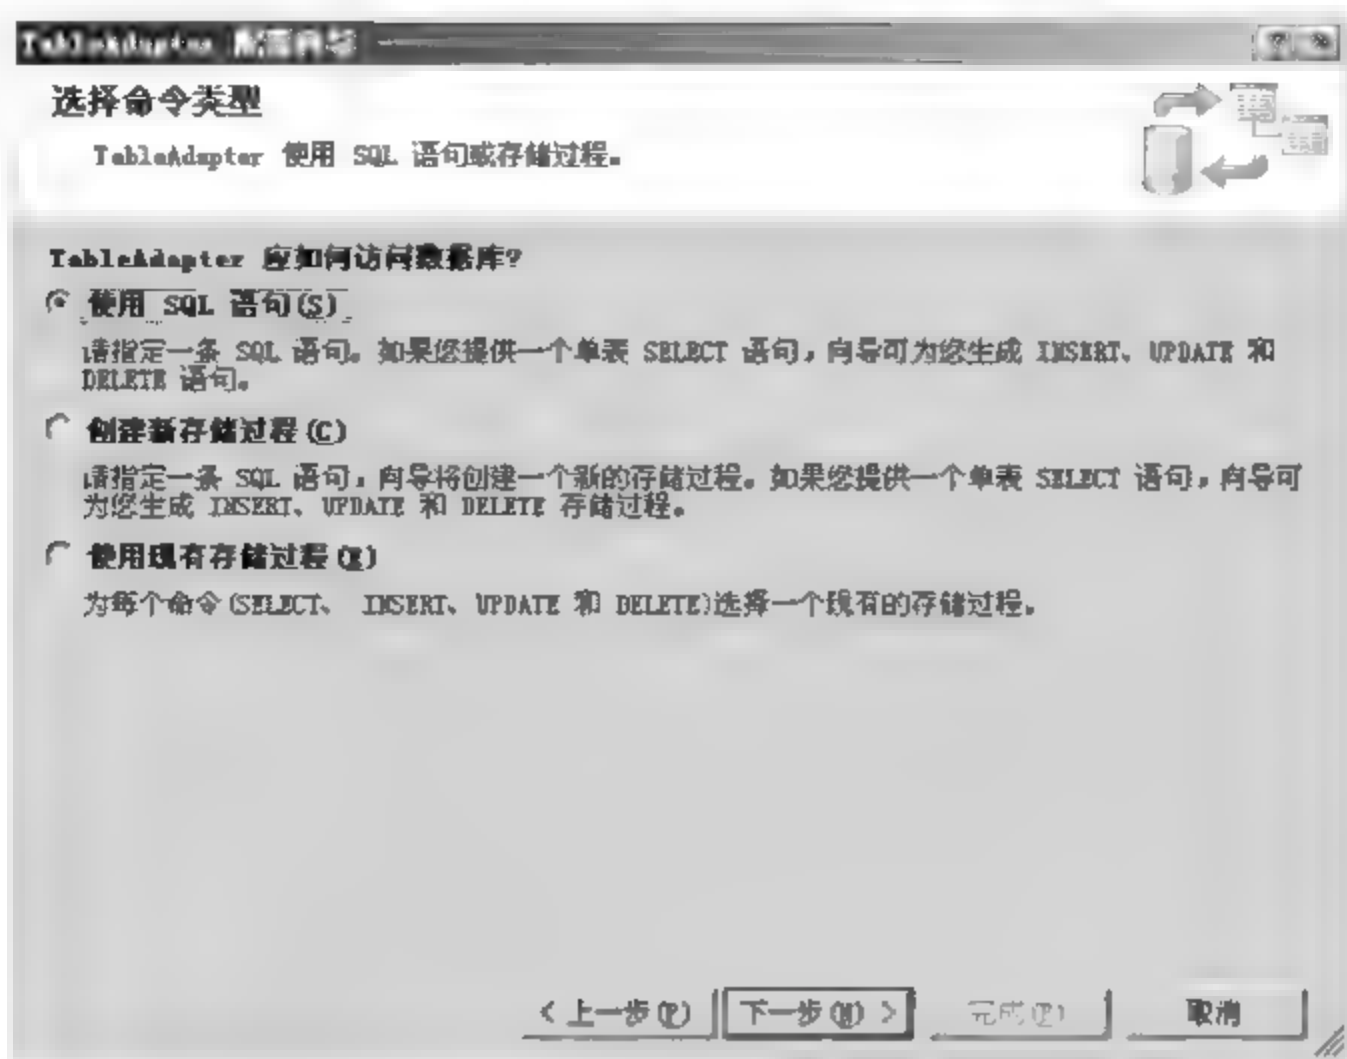 TableAdapter 配置向导
选择命令类型
TableAdapter 使用 SQL 语句或存储过程。
TableAdapter 应如何访问数据库?
使用 SQL 语句(S)
请指定一条 SQL 语句。如果您提供一个单表 SELECT 语句，向导可为您生成 INSERT、UPDATE 和
DELETE 语句。
创建新存储过程(C)
请指定一条 SQL 语句，向导将创建一个新的存储过程。如果您提供一个单表 SELECT 语句，向导可
为您生成 INSERT、UPDATE 和 DELETE 存储过程。
使用现有存储过程(E)
为每个命令(SELECT、 INSERT、UPDATE 和 DELETE)选择一个现有的存储过程。
< 上一步(P) 下一步(N) > 完成(F) 取消